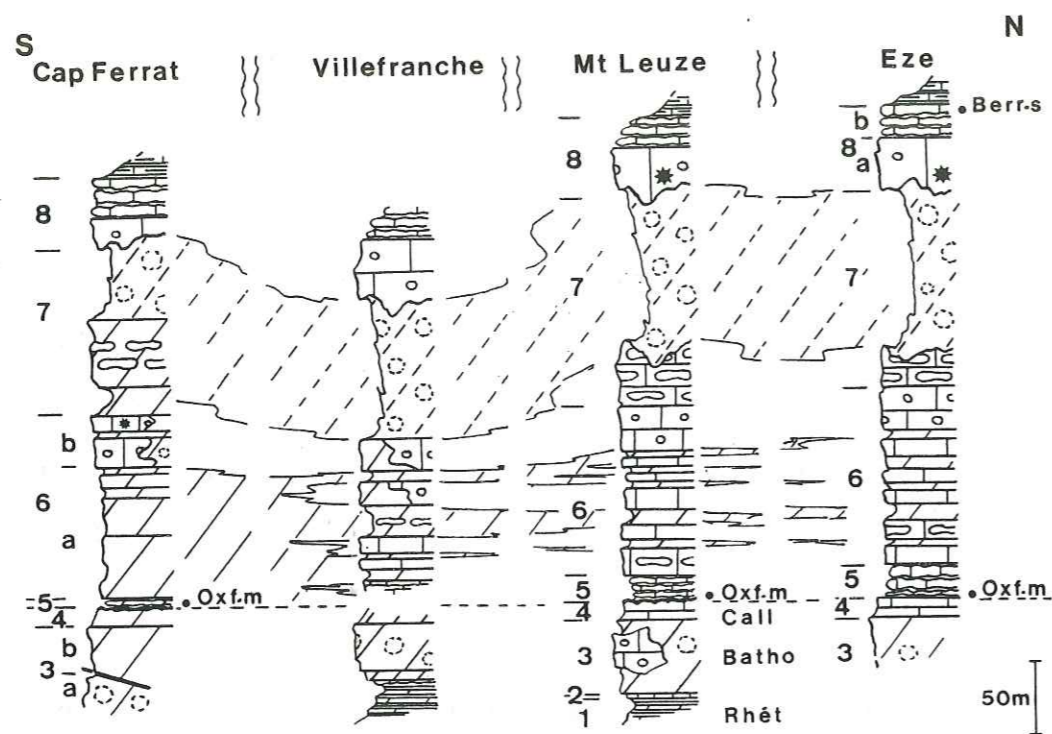 S
N
Cap Ferrat
Villefranche
Mt Leuze
Eze
Berr-s
b
8
a
8
8
7
7
7
b
6
a
6
6
5
Oxf.m
4
b
3
a
5
Oxf.m
4
Call
3
Batho
2
1
Rhét
5
Oxf.m
4
3
50m